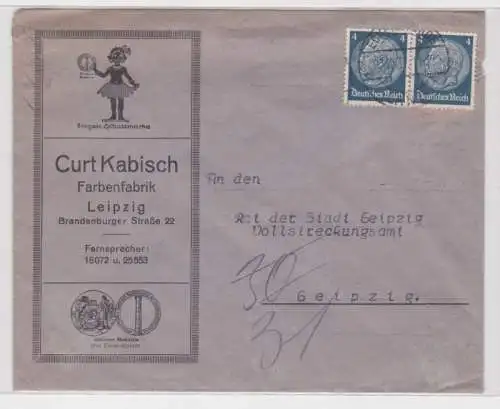 4 4
Deutsches Reich Deutsches Reich
Curt Kabisch
Farbenfabrik
Leipzig
Brandenburger Straße 22
Fernsprecher:
16072 u. 25553
An den
Rat der Stadt Leipzig
Vollstreckungsamt
Leipzig.
30
31